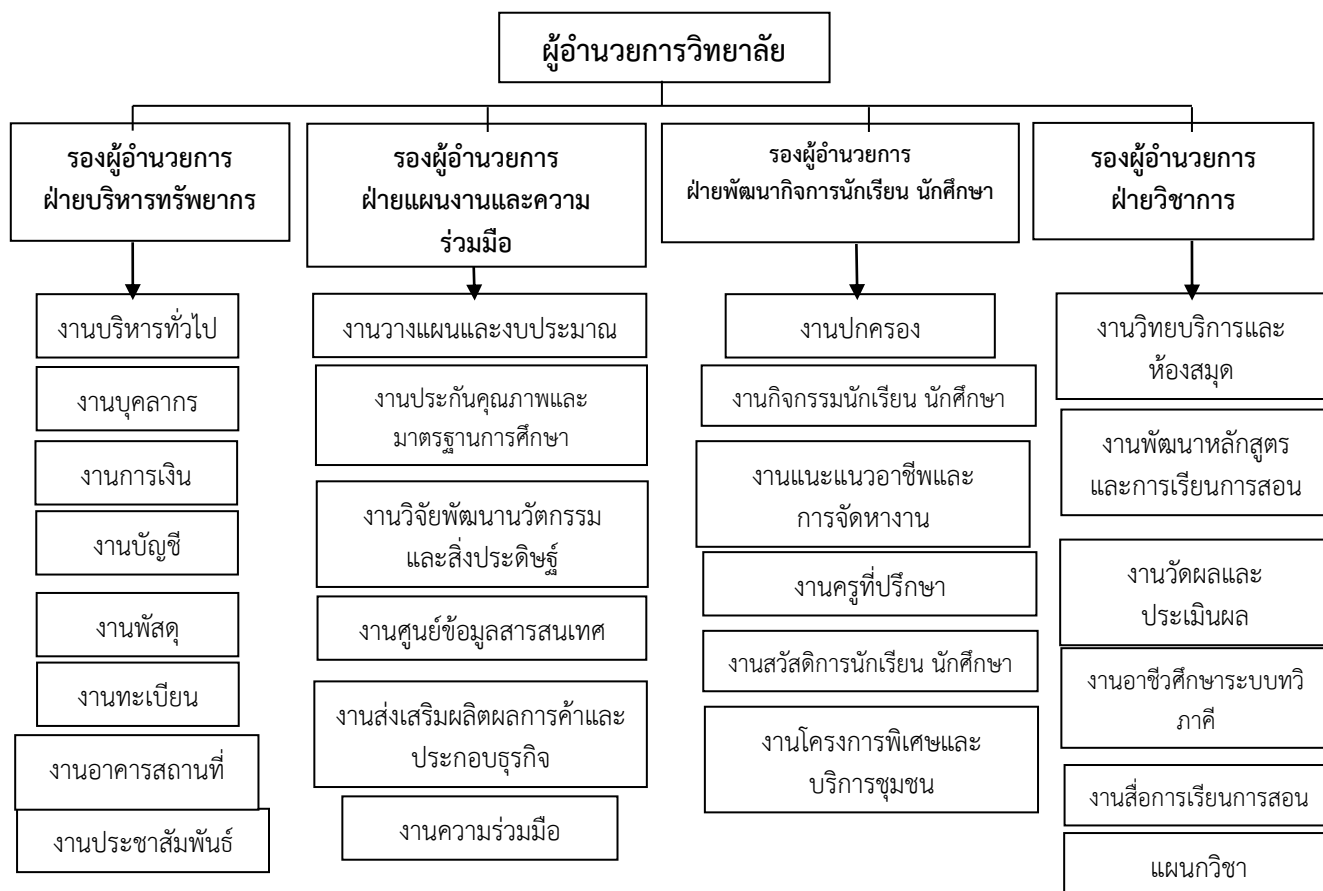 ผู้อำนวยการวิทยาลัย
รองผู้อำนวยการ
ฝ่ายบริหารทรัพยากร
รองผู้อำนวยการ
ฝ่ายแผนงานและความ
ร่วมมือ
รองผู้อำนวยการ
ฝ่ายพัฒนากิจการนักเรียน นักศึกษา
รองผู้อำนวยการ
ฝ่ายวิชาการ
งานบริหารทั่วไป
งานบุคลากร
งานการเงิน
งานบัญชี
งานพัสดุ
งานทะเบียน
งานอาคารสถานที่
งานประชาสัมพันธ์
งานวางแผนและงบประมาณ
งานประกันคุณภาพและ
มาตรฐานการศึกษา
งานวิจัยพัฒนานวัตกรรม
และสิ่งประดิษฐ์
งานศูนย์ข้อมูลสารสนเทศ
งานส่งเสริมผลิตผลการค้าและ
ประกอบธุรกิจ
งานความร่วมมือ
งานปกครอง
งานกิจกรรมนักเรียน นักศึกษา
งานแนะแนวอาชีพและ
การจัดหางาน
งานครูที่ปรึกษา
งานสวัสดิการนักเรียน นักศึกษา
งานโครงการพิเศษและ
บริการชุมชน
งานวิทยบริการและ
ห้องสมุด
งานพัฒนาหลักสูตร
และการเรียนการสอน
งานวัดผลและ
ประเมินผล
งานอาชีวศึกษาระบบทวิ
ภาคี
งานสื่อการเรียนการสอน
แผนกวิชา